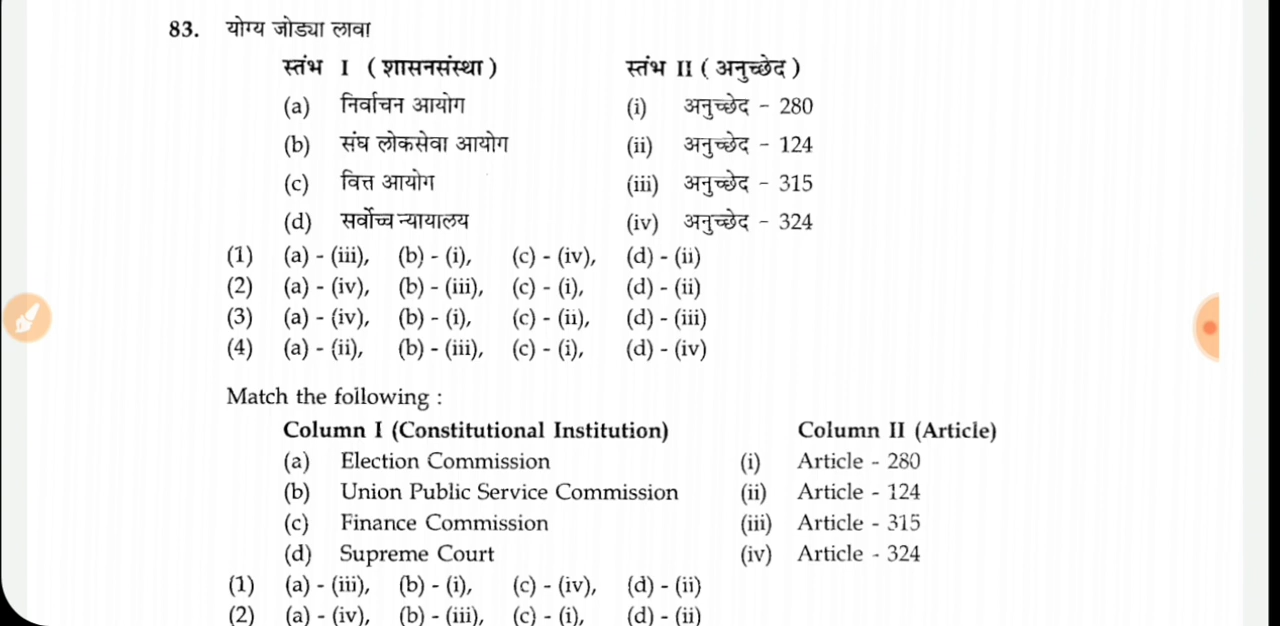 83. योग्य जोड्या लावा
स्तंभ I ( शासनसंस्था ) स्तंभ II ( अनुच्छेद )
(a) निर्वाचन आयोग (i) अनुच्छेद - 280
(b) संघ लोकसेवा आयोग (ii) अनुच्छेद - 124
(c) वित्त आयोग (iii) अनुच्छेद - 315
(d) सर्वोच्च न्यायालय (iv) अनुच्छेद - 324
(1) (a) - (iii), (b) - (i), (c) - (iv), (d) - (ii)
(2) (a) - (iv), (b) - (iii), (c) - (i), (d) - (ii)
(3) (a) - (iv), (b) - (i), (c) - (ii), (d) - (iii)
(4) (a) - (ii), (b) - (iii), (c) - (i), (d) - (iv)
Match the following :
Column I (Constitutional Institution) Column II (Article)
(a) Election Commission (i) Article - 280
(b) Union Public Service Commission (ii) Article - 124
(c) Finance Commission (iii) Article - 315
(d) Supreme Court (iv) Article - 324
(1) (a) - (iii), (b) - (i), (c) - (iv), (d) - (ii)
(2) (a) - (iv), (b) - (iii), (c) - (i), (d) - (ii)